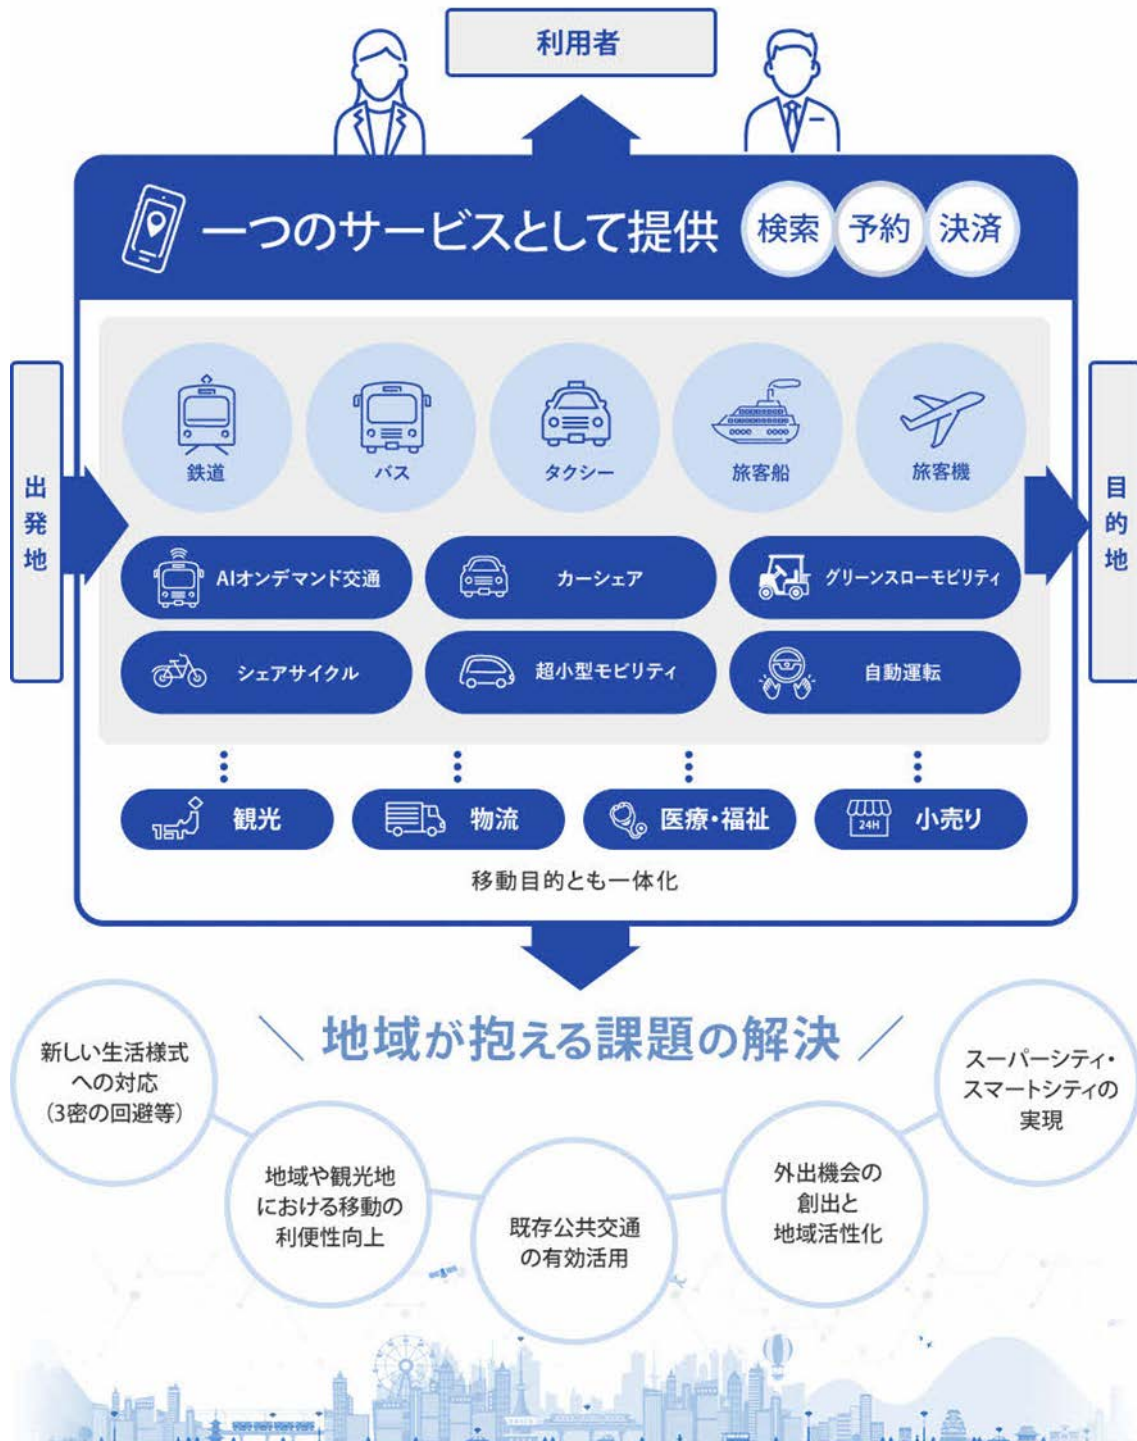 利用者
一つのサービスとして提供
検索
予約
決済
出発地
目的地
鉄道
バス
タクシー
旅客船
旅客機
AIオンデマンド交通
カーシェア
グリーンスローモビリティ
シェアサイクル
超小型モビリティ
自動運転
観光
物流
医療・福祉
24H
小売り
移動目的とも一体化
地域が抱える課題の解決
新しい生活様式
への対応
(3密の回避等)
地域や観光地
における移動の
利便性向上
既存公共交通
の有効活用
外出機会の
創出と
地域活性化
スーパーシティ・
スマートシティの
実現